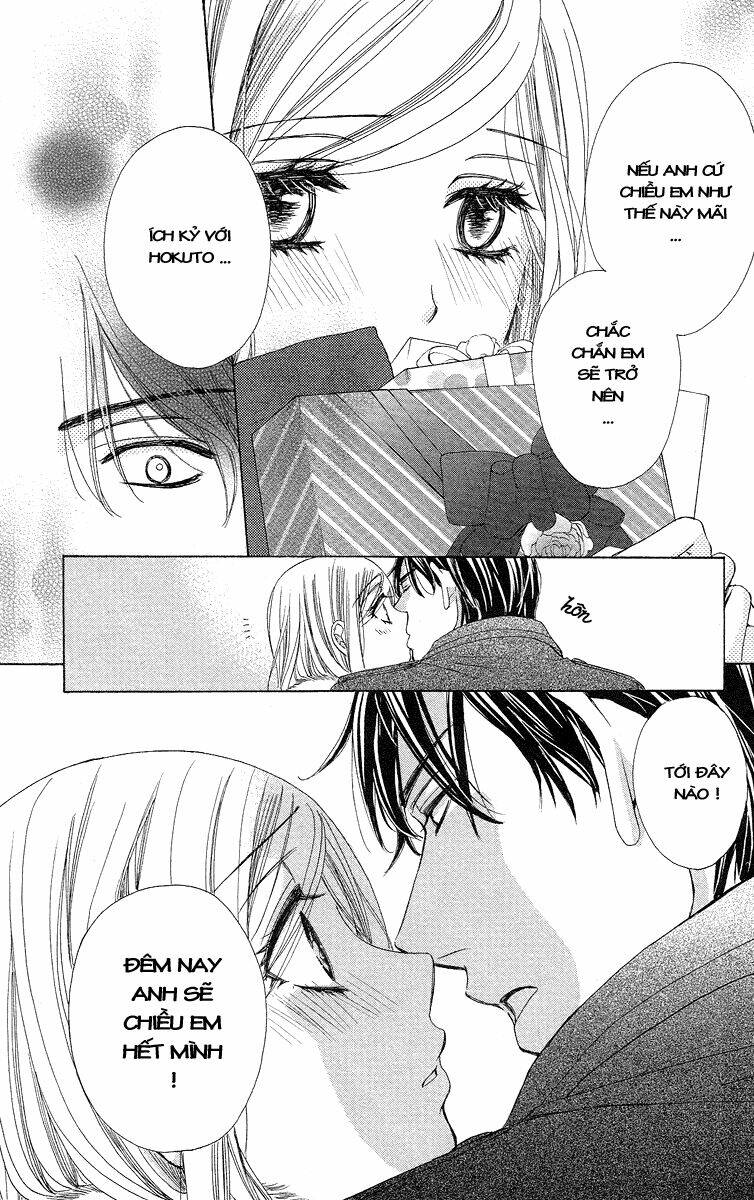 NẾU ANH CỨ
CHIỀU EM NHƯ
THẾ NÀY MÃI
...
CHẮC
CHẮN EM
SẼ TRỞ
NÊN
...
ÍCH KỶ VỚI
HOKUTO ...
hôn
TỚI ĐÂY
NÀO !
ĐÊM NAY
ANH SẼ
CHIỀU EM
HẾT MÌNH
!